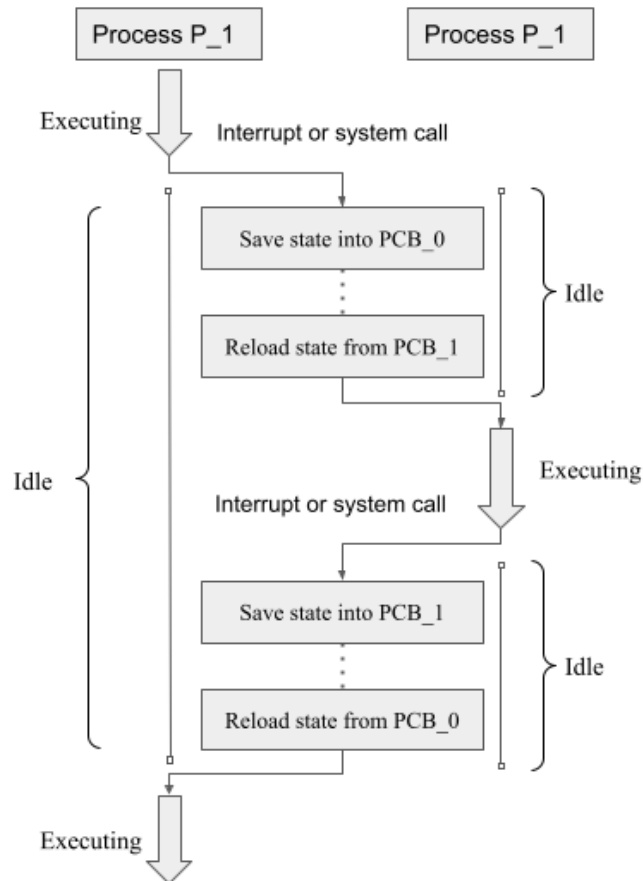 Process P_1
Process P_1
Executing
Interrupt or system call
Save state into PCB_0
Idle
Reload state from PCB_1
Executing
Idle
Interrupt or system call
Save state into PCB_1
Idle
Reload state from PCB_0
Executing